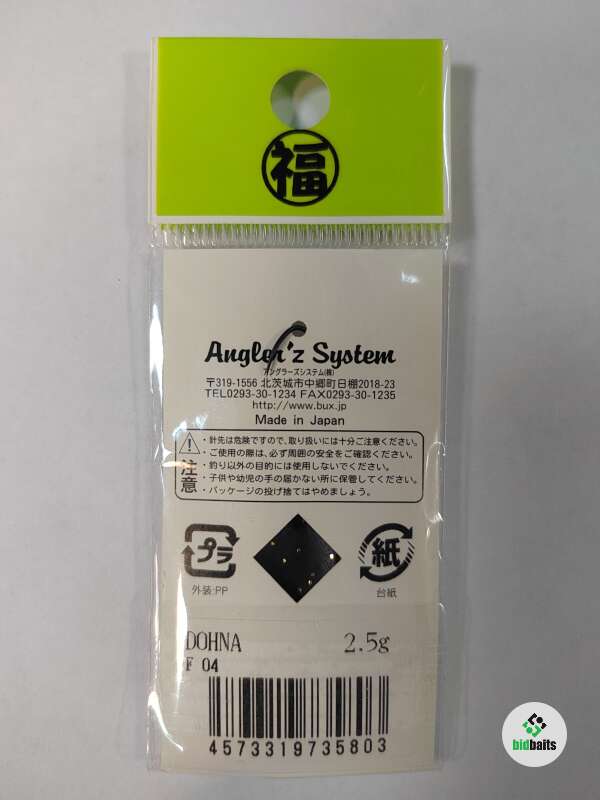 福
Angler'z System
アングラーズシステム(株)
〒319-1556 北茨城市中郷町日棚2018-23
TEL0293-30-1234 FAX0293-30-1235
http://www.bux.jp
Made in Japan
注意
・針先は危険ですので、取り扱いには十分ご注意ください。
・ご使用の際は、必ず周囲の安全をご確認ください。
・釣り以外の目的には使用しないでください。
・子供や幼児の手の届かない所に保管してください。
・パッケージの投げ捨てはやめましょう。
プラ
紙
外装:PP
台紙
DOHNA 2.5g
F 04
4573319735803
bidbaits